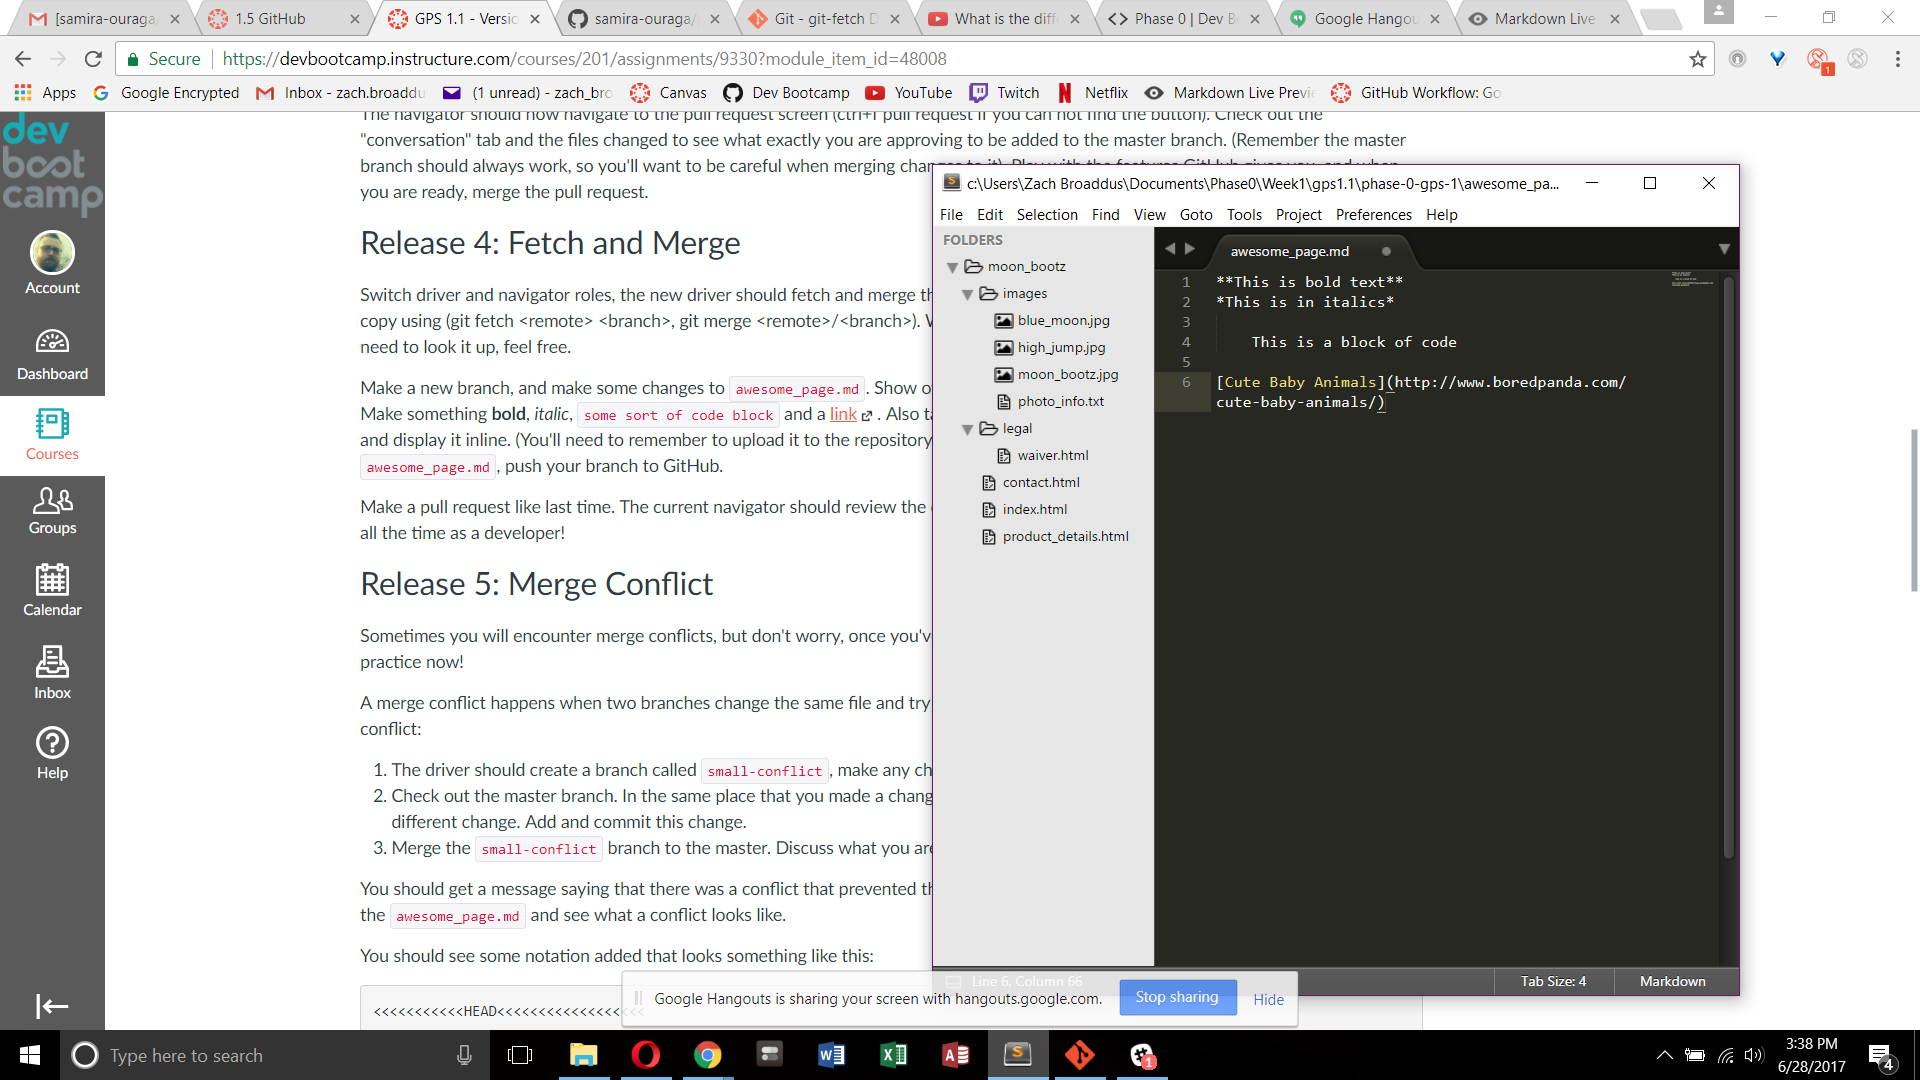 [samira-ouraga
1.5 GitHub
GPS 1.1 - Versio
samira-ouraga/
Git - git-fetch D
What is the diff
Phase 0 | Dev B
Google Hangou
Markdown Live
Secure
https://devbootcamp.instructure.com/courses/201/assignments/9330?module_item_id=48008
1
Apps
Google Encrypted
Inbox - zach.broaddu
(1 unread) - zach_bro
Canvas
Dev Bootcamp
YouTube
Twitch
Netflix
Markdown Live Previ
GitHub Workflow: Go
dev
boot
camp
Account
Dashboard
Courses
Groups
Calendar
Inbox
Help
The navigator should now navigate to the pull request screen (ctrl+f pull request if you can not find the button). Check out the
"conversation" tab and the files changed to see what exactly you are approving to be added to the master branch. (Remember the master
branch should always work, so you'll want to be careful when merging changes to it). Play with the features GitHub gives you, and when
you are ready, merge the pull request.
Release 4: Fetch and Merge
Switch driver and navigator roles, the new driver should fetch and merge th
copy using (git fetch <remote> <branch>, git merge <remote>/<branch>).
need to look it up, feel free.
Make a new branch, and make some changes to awesome_page.md . Show o
Make something bold, italic, some sort of code block and a link . Also ta
and display it inline. (You'll need to remember to upload it to the repository
awesome_page.md , push your branch to GitHub.
Make a pull request like last time. The current navigator should review the
all the time as a developer!
Release 5: Merge Conflict
Sometimes you will encounter merge conflicts, but don't worry, once you'v
practice now!
A merge conflict happens when two branches change the same file and try
conflict:
1. The driver should create a branch called small-conflict , make any ch
2. Check out the master branch. In the same place that you made a chang
different change. Add and commit this change.
3. Merge the small-conflict branch to the master. Discuss what you are
You should get a message saying that there was a conflict that prevented th
the awesome_page.md and see what a conflict looks like.
You should see some notation added that looks something like this:
<<<<<<<<<<<HEAD<<<<<<<<<<<<<<<<<<
c:\Users\Zach Broaddus\Documents\Phase0\Week1\gps1.1\phase-0-gps-1\awesome_pa...
File Edit Selection Find View Goto Tools Project Preferences Help
FOLDERS
moon_bootz
images
blue_moon.jpg
high_jump.jpg
moon_bootz.jpg
photo_info.txt
legal
waiver.html
contact.html
index.html
product_details.html
awesome_page.md
1 **This is bold text**
2 *This is in italics*
3
4 This is a block of code
5
6 [Cute Baby Animals](http://www.boredpanda.com/
cute-baby-animals/)
Line 6, Column 66
Tab Size: 4
Markdown
Google Hangouts is sharing your screen with hangouts.google.com.
Stop sharing
Hide
Type here to search
1
3:38 PM
6/28/2017
4